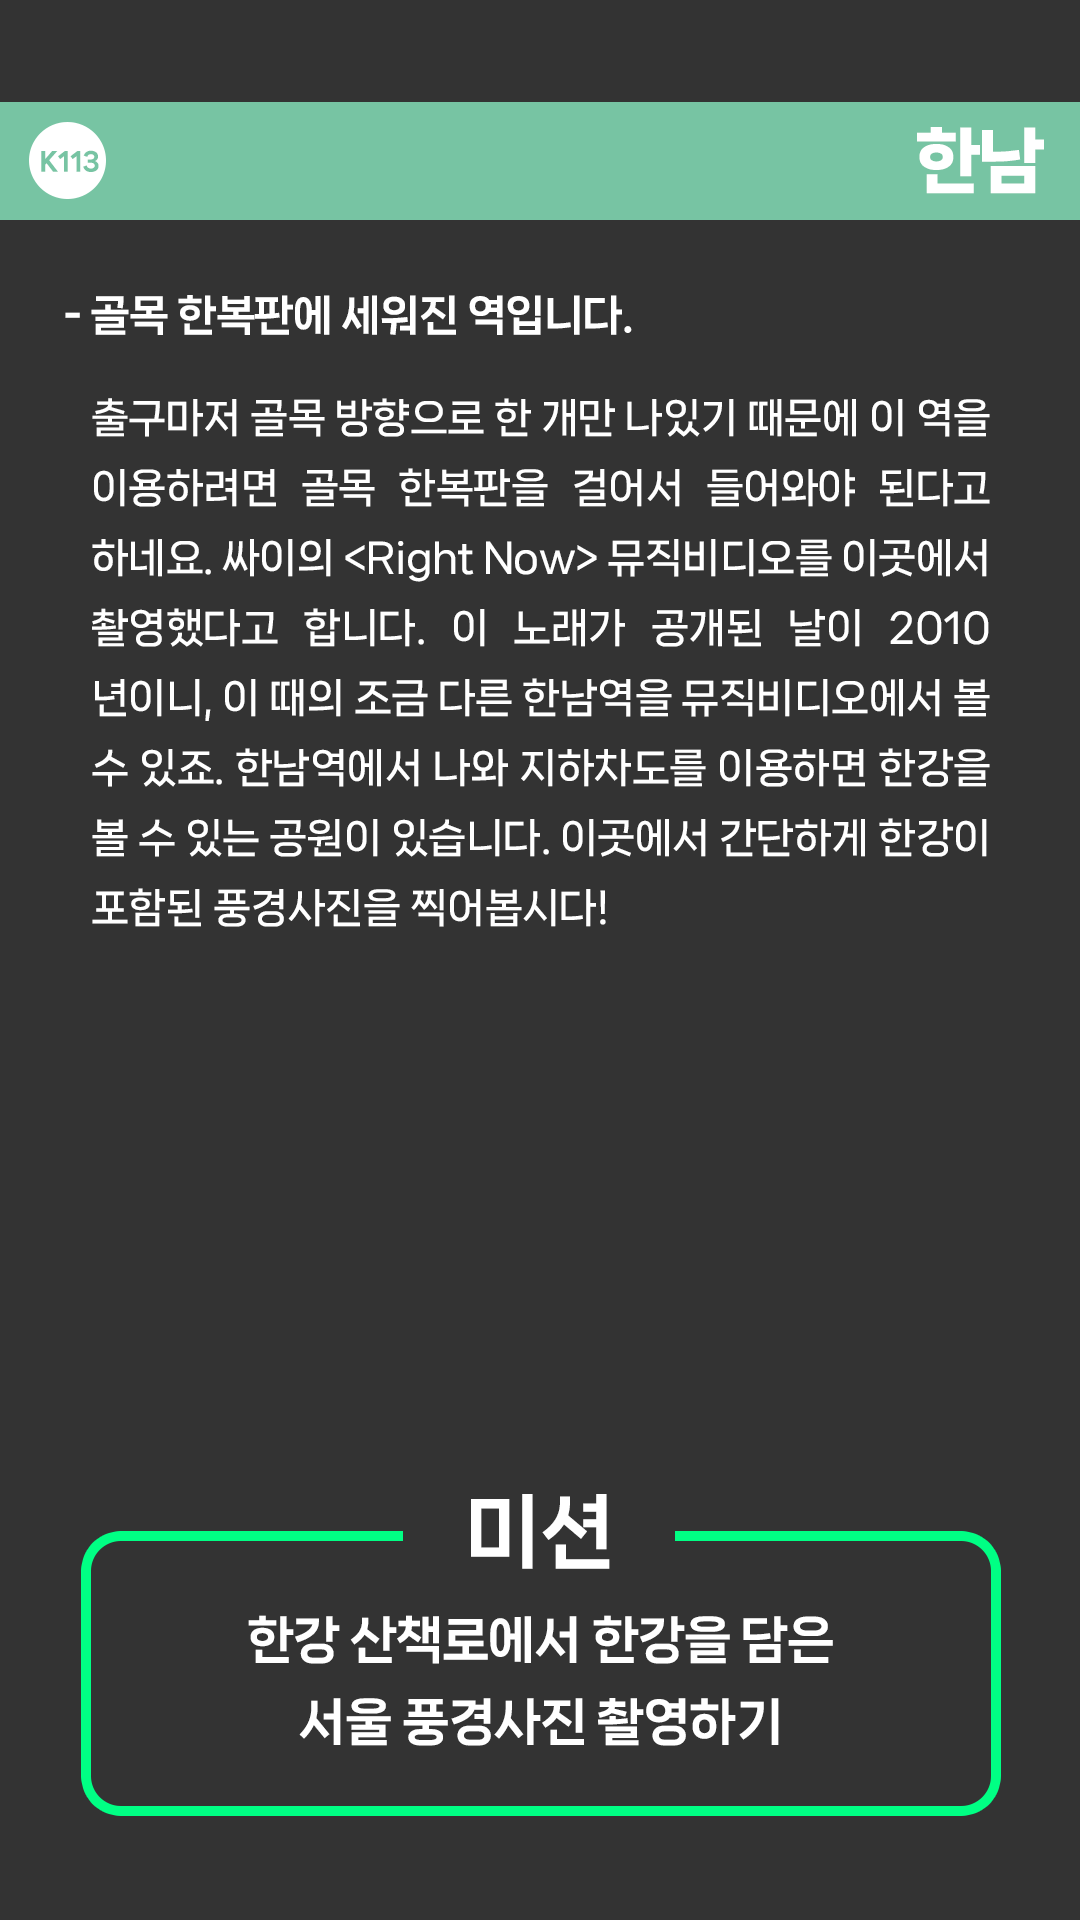 K113
한남
- 골목 한복판에 세워진 역입니다.
출구마저 골목 방향으로 한 개만 나있기 때문에 이 역을
이용하려면 골목 한복판을 걸어서 들어와야 된다고
하네요. 싸이의 <Right Now> 뮤직비디오를 이곳에서
촬영했다고 합니다. 이 노래가 공개된 날이 2010
년이니, 이 때의 조금 다른 한남역을 뮤직비디오에서 볼
수 있죠. 한남역에서 나와 지하차도를 이용하면 한강을
볼 수 있는 공원이 있습니다. 이곳에서 간단하게 한강이
포함된 풍경사진을 찍어봅시다!
미션
한강 산책로에서 한강을 담은
서울 풍경사진 촬영하기